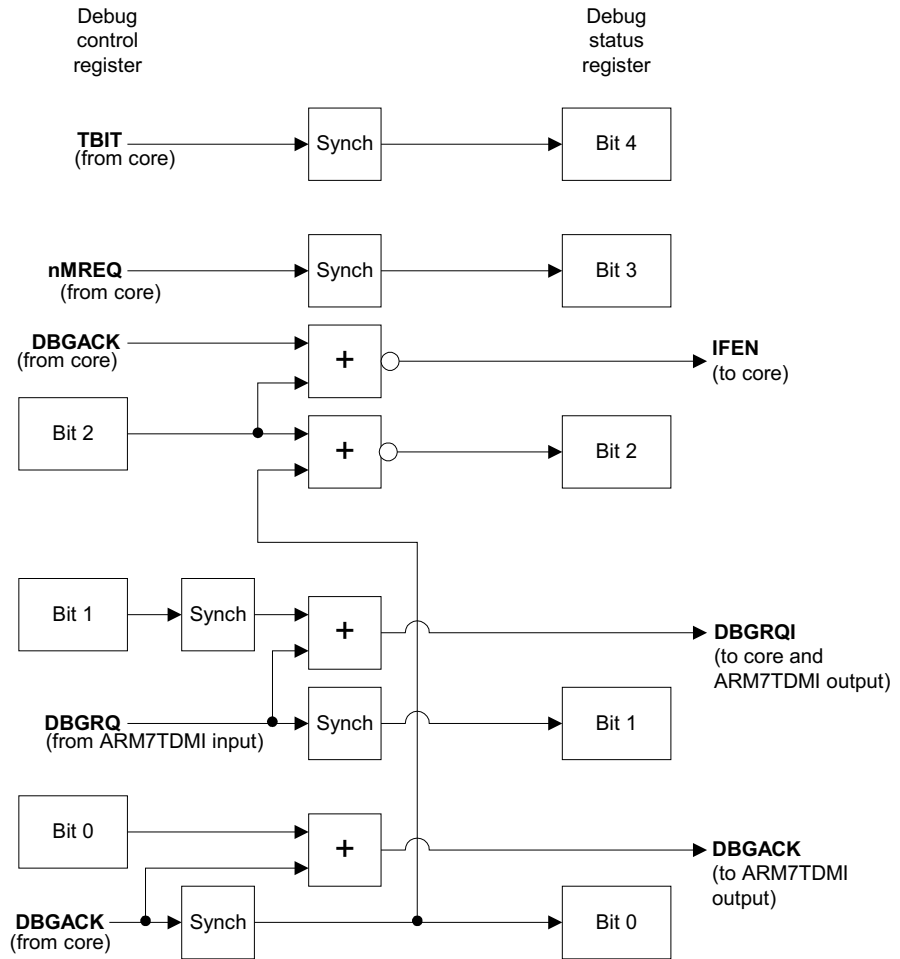 Debug
control
register
Debug
status
register
TBIT
(from core)
Synch
Bit 4
nMREQ
(from core)
Synch
Bit 3
DBGACK
(from core)
+
IFEN
(to core)
Bit 2
+
Bit 2
Bit 1
Synch
+
DBGRQI
(to core and
ARM7TDMI output)
DBGRQ
(from ARM7TDMI input)
Synch
Bit 1
Bit 0
+
DBGACK
(to ARM7TDMI
output)
DBGACK
(from core)
Synch
Bit 0